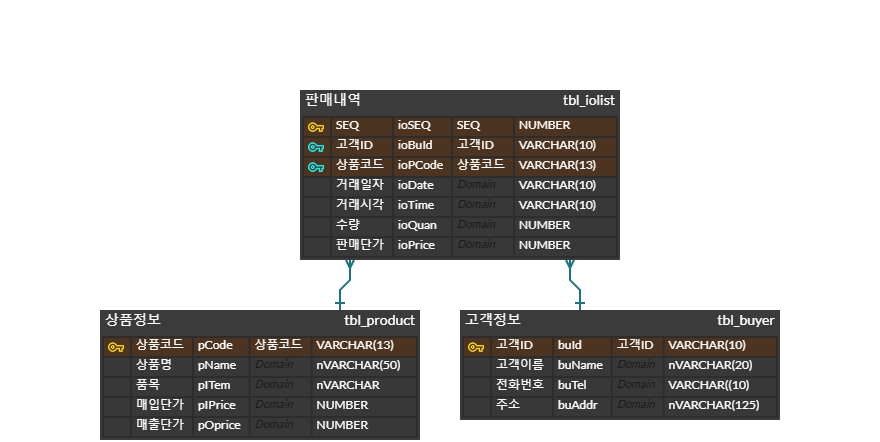 판매내역 tbl_iolist
SEQ ioSEQ SEQ NUMBER
고객ID ioBuId 고객ID VARCHAR(10)
상품코드 ioPCode 상품코드 VARCHAR(13)
거래일자 ioDate Domain VARCHAR(10)
거래시각 ioTime Domain VARCHAR(10)
수량 ioQuan Domain NUMBER
판매단가 ioPrice Domain NUMBER
상품정보 tbl_product
상품코드 pCode 상품코드 VARCHAR(13)
상품명 pName Domain nVARCHAR(50)
품목 pITem Domain nVARCHAR
매입단가 pIPrice Domain NUMBER
매출단가 pOprice Domain NUMBER
고객정보 tbl_buyer
고객ID buId 고객ID VARCHAR(10)
고객이름 buName Domain nVARCHAR(20)
전화번호 buTel Domain VARCHAR((10)
주소 buAddr Domain nVARCHAR(125)